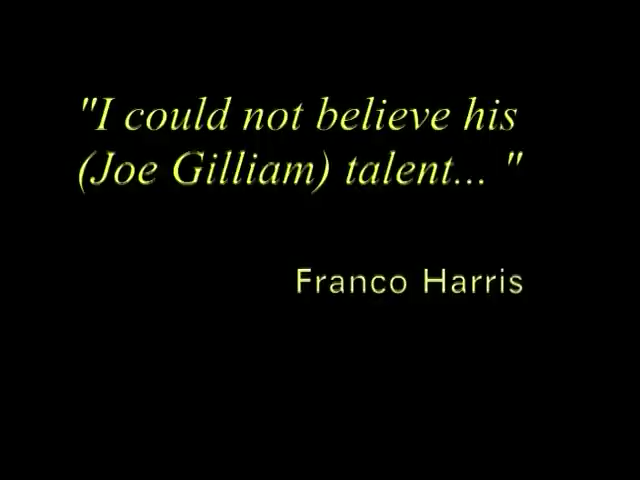 "I could not believe his
(Joe Gilliam) talent... "
Franco Harris